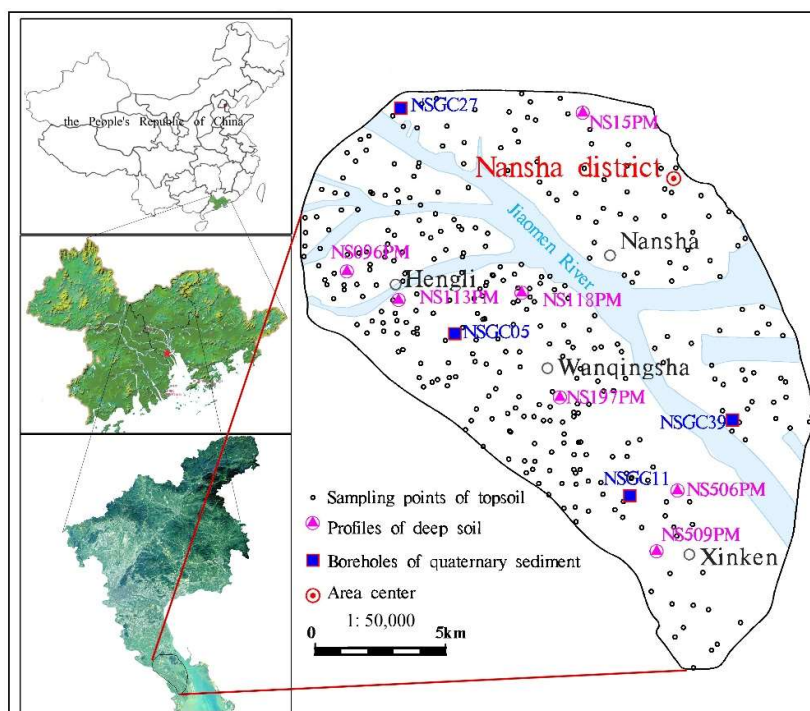 the People's Republic of China
NSGC27
NS15PM
Nansha district
Jiaomen River
Nansha
NS096PM
Hengli
NS113PM
NS118PM
NSGC05
Wanqingsha
NS197PM
NSGC39
NSGC11
NS506PM
NS509PM
Xinken
Sampling points of topsoil
Profiles of deep soil
Boreholes of quaternary sediment
Area center
1: 50,000
0 5km